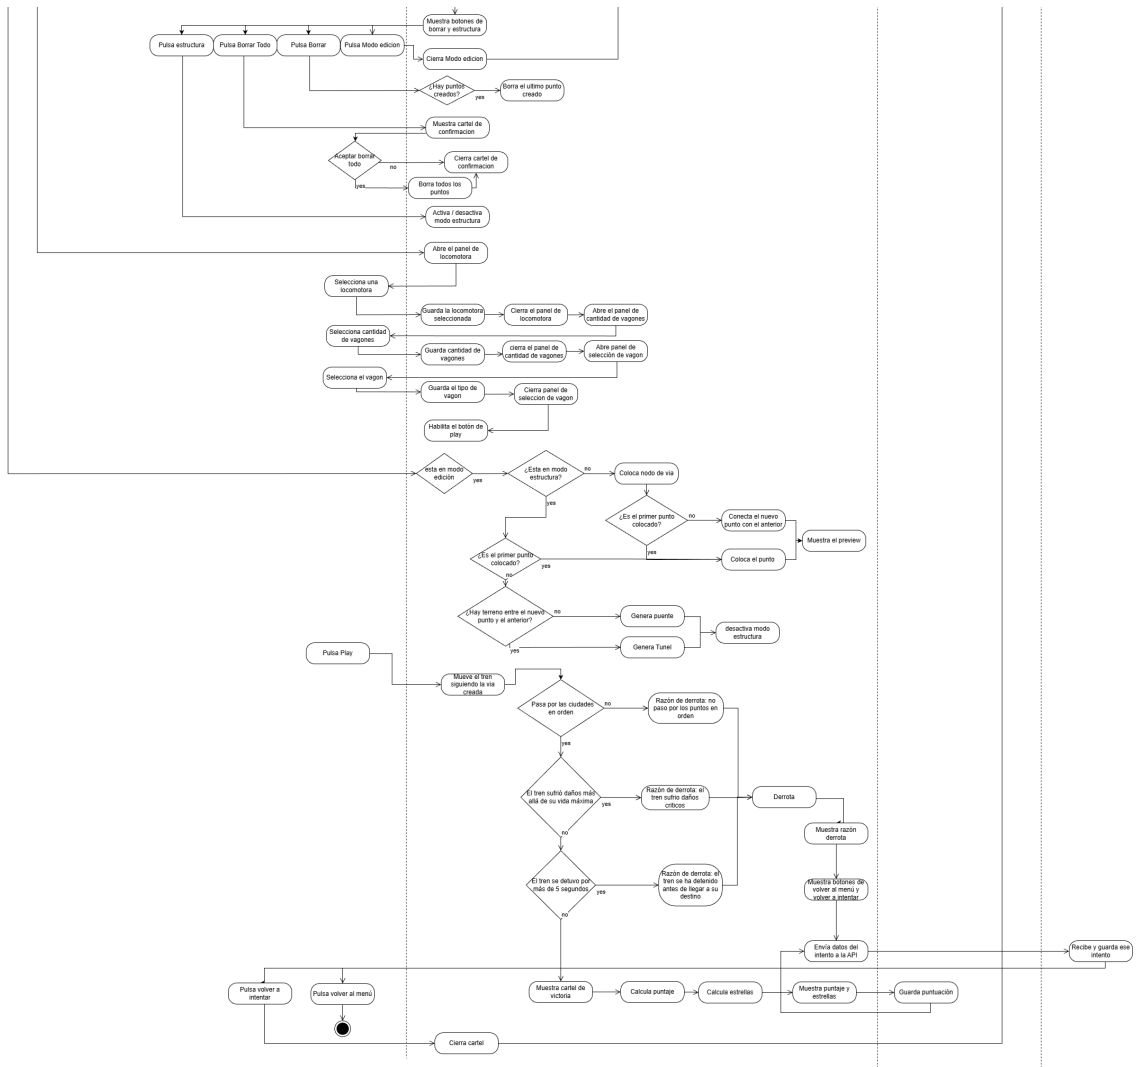 Muestra botones de
borrar y estructura
Pulsa estructura
Pulsa Borrar Todo
Pulsa Borrar
Pulsa Modo edicion
Cierra Modo edicion
¿Hay puntos
creados?
yes
Borra el ultimo punto
creado
Muestra cartel de
confirmacion
Aceptar borrar
todo
no
Cierra cartel de
confirmacion
yes
Borra todos los
puntos
Activa / desactiva
modo estructura
Abre el panel de
locomotora
Selecciona una
locomotora
Guarda la locomotora
seleccionada
Cierra el panel de
locomotora
Abre el panel de
cantidad de vagones
Selecciona cantidad
de vagones
Guarda cantidad de
vagones
cierra el panel de
cantidad de vagones
Abre panel de
selección de vagon
Selecciona el vagon
Guarda el tipo de
vagon
Cierra panel de
seleccion de vagon
Habilita el botón de
play
esta en modo
edición
yes
¿Esta en modo
estructura?
no
Coloca nodo de via
yes
¿Es el primer punto
colocado?
no
Conecta el nuevo
punto con el anterior
Muestra el preview
yes
Coloca el punto
¿Es el primer punto
colocado?
yes
no
¿Hay terreno entre el nuevo
punto y el anterior?
no
Genera puente
desactiva modo
estructura
yes
Genera Tunel
Pulsa Play
Mueve el tren
siguiendo la via
creada
Pasa por las ciudades
en orden
no
Razón de derrota: no
paso por los puntos en
orden
yes
El tren sufrió daños más
allá de su vida máxima
yes
Razón de derrota: el
tren sufrio daños
criticos
Derrota
no
Muestra razón
derrota
El tren se detuvo por
más de 5 segundos
yes
Razón de derrota: el
tren se ha detenido
antes de llegar a su
destino
Muestra botones de
volver al menú y
volver a intentar
no
Envía datos del
intento a la API
Recibe y guarda ese
intento
Pulsa volver a
intentar
Pulsa volver al menú
Muestra cartel de
victoria
Calcula puntaje
Calcula estrellas
Muestra puntaje y
estrellas
Guarda puntuación
Cierra cartel